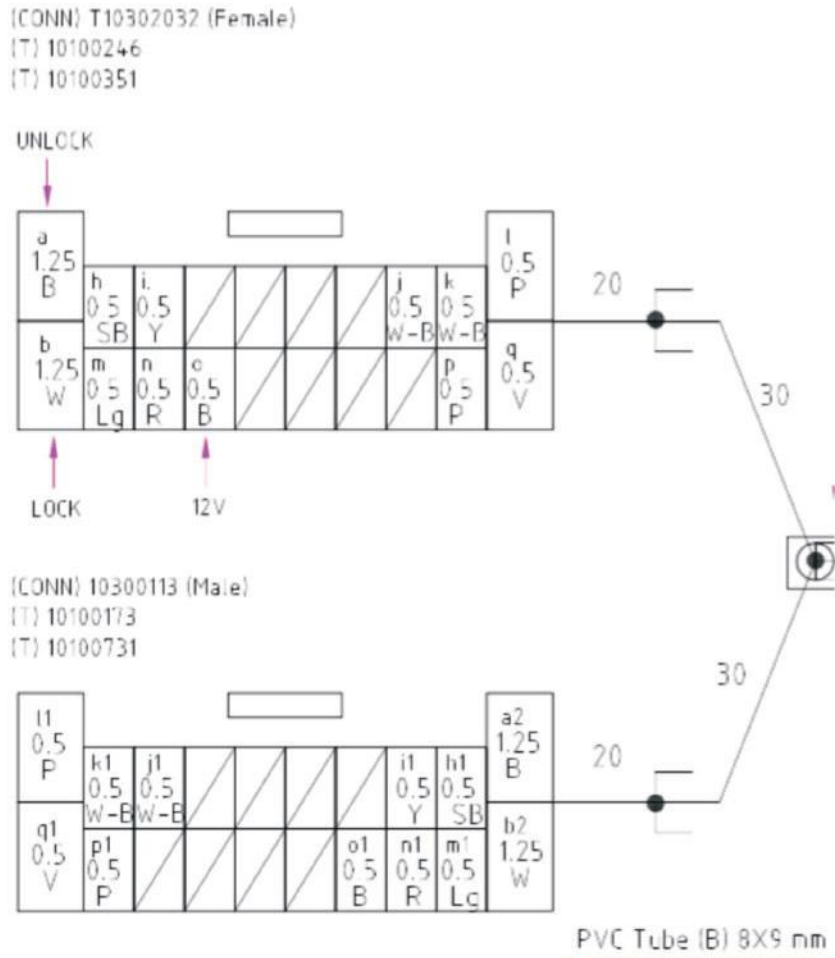 (CONN) T10302032 (Female)
(T) 10100246
(T) 10100351
UNLOCK
a
1.25
B
h
0.5
SB
i.
0.5
Y
j
0.5
W-B
k
0.5
W-B
l
0.5
P
b
1.25
W
m
0.5
Lg
n
0.5
R
o
0.5
B
p
0.5
P
q
0.5
V
20
30
LOCK
12V
(CONN) 10300113 (Male)
(T) 10100173
(T) 10100731
l1
0.5
P
k1
0.5
W-B
j1
0.5
W-B
i1
0.5
Y
h1
0.5
SB
a2
1.25
B
q1
0.5
V
p1
0.5
P
o1
0.5
B
n1
0.5
R
m1
0.5
Lg
b2
1.25
W
30
20
PVC Tube (B) 8X9 mm